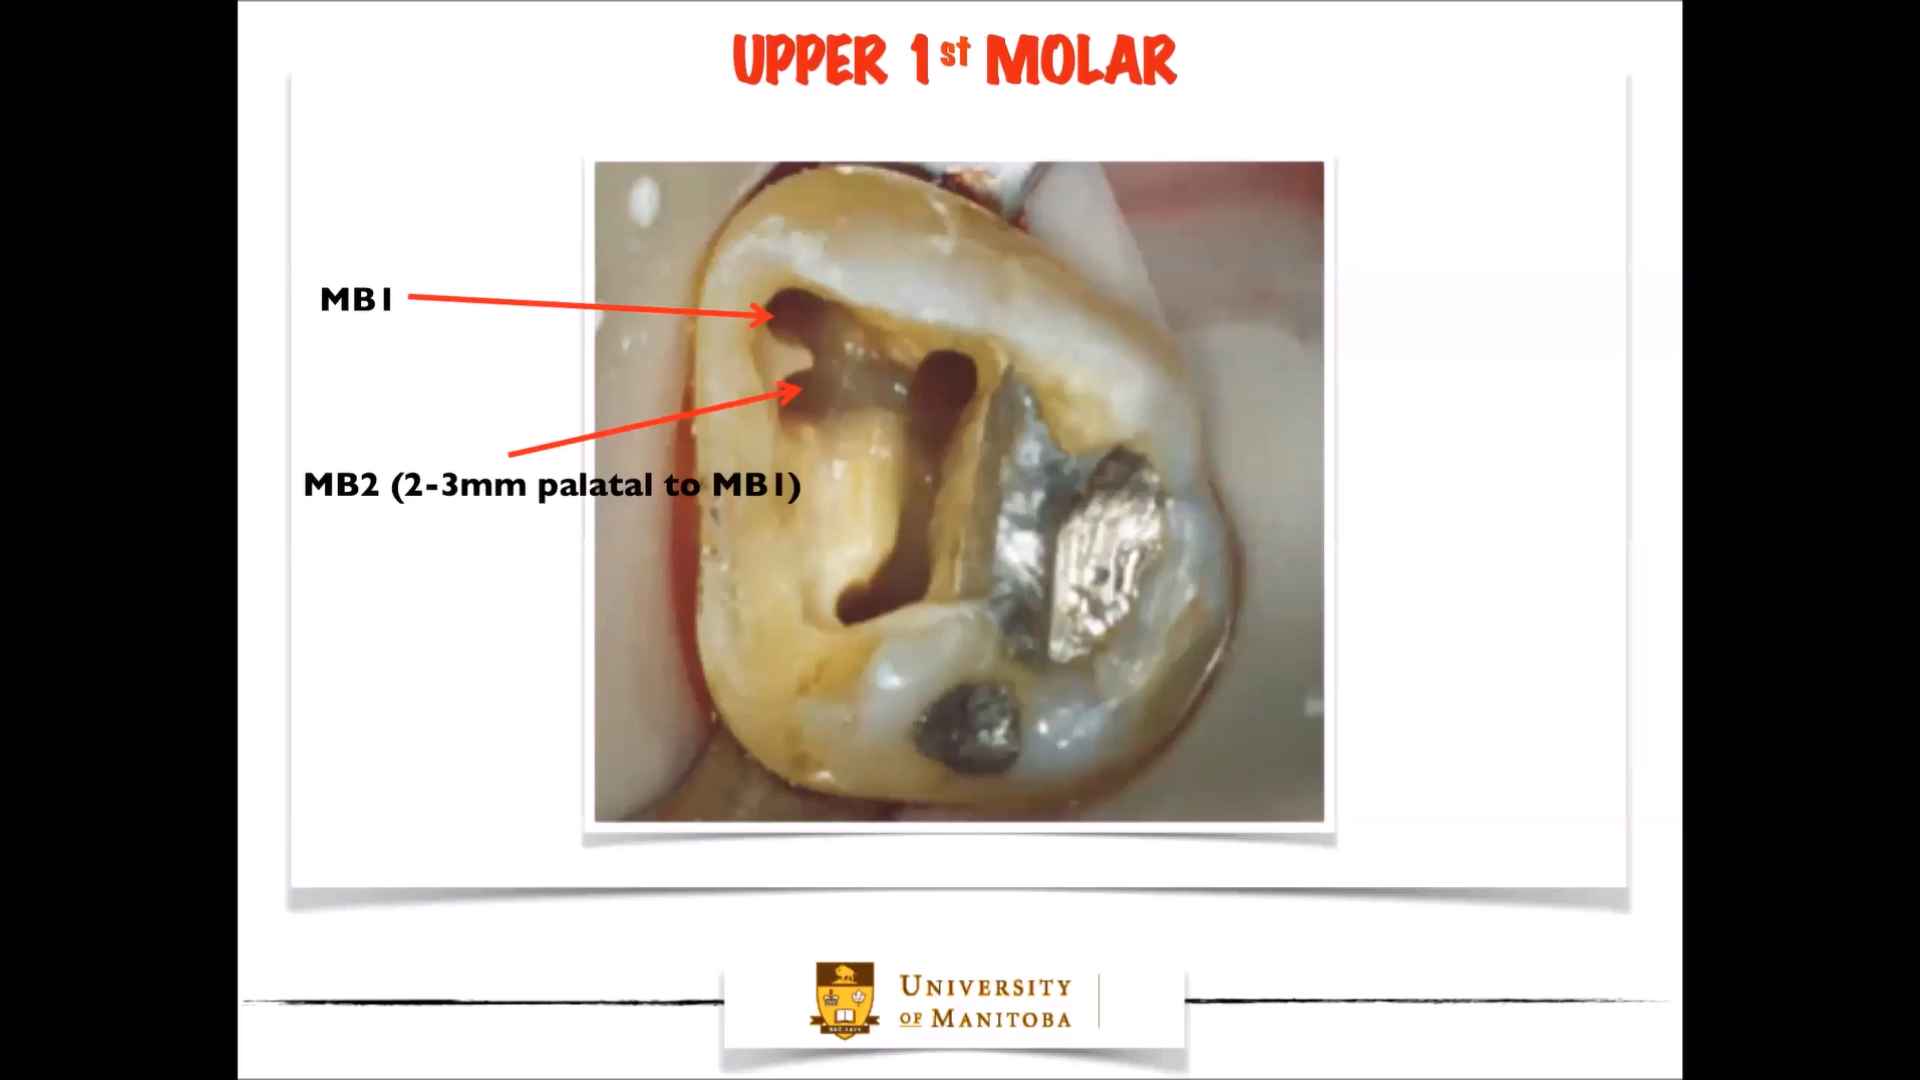 UPPER 1st MOLAR
MB1
MB2 (2-3mm palatal to MB1)
UNIVERSITY
OF MANITOBA